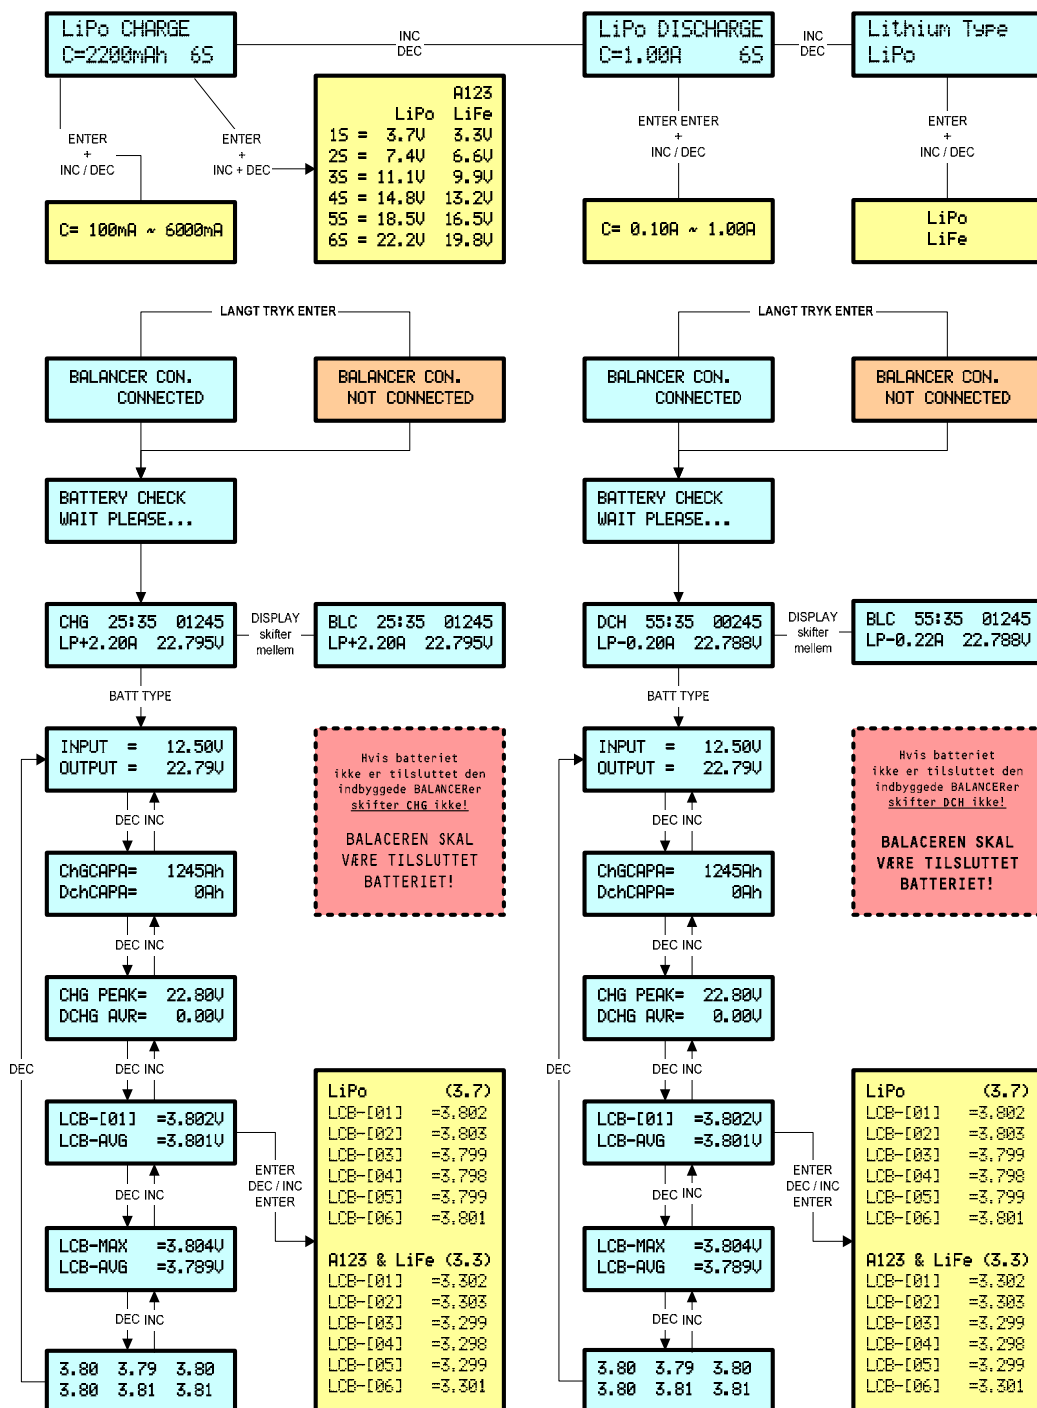 LiPo CHARGE
C=2200mAh 6S
INC
DEC
LiPo DISCHARGE
C=1.00A 6S
INC
DEC
Lithium Type
LiPo
ENTER
+
INC / DEC
ENTER
+
INC + DEC
A123
LiPo LiFe
1S = 3.7V 3.3V
2S = 7.4V 6.6V
3S = 11.1V 9.9V
4S = 14.8V 13.2V
5S = 18.5V 16.5V
6S = 22.2V 19.8V
ENTER ENTER
+
INC / DEC
ENTER
+
INC / DEC
C= 100mA ~ 6000mA
C= 0.10A ~ 1.00A
LiPo
LiFe
LANGT TRYK ENTER
BALANCER CON.
CONNECTED
BALANCER CON.
NOT CONNECTED
LANGT TRYK ENTER
BALANCER CON.
CONNECTED
BALANCER CON.
NOT CONNECTED
BATTERY CHECK
WAIT PLEASE...
BATTERY CHECK
WAIT PLEASE...
CHG 25:35 01245
LP+2.20A 22.795V
DISPLAY
skifter
mellem
BLC 25:35 01245
LP+2.20A 22.795V
DCH 55:35 00245
LP-0.20A 22.788V
DISPLAY
skifter
mellem
BLC 55:35 01245
LP-0.22A 22.788V
BATT TYPE
BATT TYPE
INPUT = 12.50V
OUTPUT = 22.79V
Hvis batteriet
ikke er tilsluttet den
indbyggede BALANCERer
skifter CHG ikke!
BALACEREN SKAL
VÆRE TILSLUTTET
BATTERIET!
INPUT = 12.50V
OUTPUT = 22.79V
Hvis batteriet
ikke er tilsluttet den
indbyggede BALANCERer
skifter DCH ikke!
BALACEREN SKAL
VÆRE TILSLUTTET
BATTERIET!
DEC INC
DEC INC
ChGCAPA= 1245Ah
DchCAPA= 0Ah
ChGCAPA= 1245Ah
DchCAPA= 0Ah
DEC INC
DEC INC
CHG PEAK= 22.80V
DCHG AVR= 0.00V
CHG PEAK= 22.80V
DCHG AVR= 0.00V
DEC
DEC INC
DEC
DEC INC
LCB-[01] =3.802V
LCB-AVG =3.801V
ENTER
DEC / INC
ENTER
LiPo (3.7)
LCB-[01] =3.802
LCB-[02] =3.803
LCB-[03] =3.799
LCB-[04] =3.798
LCB-[05] =3.799
LCB-[06] =3.801
A123 & LiFe (3.3)
LCB-[01] =3.302
LCB-[02] =3.303
LCB-[03] =3.299
LCB-[04] =3.298
LCB-[05] =3.299
LCB-[06] =3.301
LCB-[01] =3.802V
LCB-AVG =3.801V
ENTER
DEC / INC
ENTER
LiPo (3.7)
LCB-[01] =3.802
LCB-[02] =3.803
LCB-[03] =3.799
LCB-[04] =3.798
LCB-[05] =3.799
LCB-[06] =3.801
A123 & LiFe (3.3)
LCB-[01] =3.302
LCB-[02] =3.303
LCB-[03] =3.299
LCB-[04] =3.298
LCB-[05] =3.299
LCB-[06] =3.301
DEC INC
DEC INC
LCB-MAX =3.804V
LCB-AVG =3.789V
LCB-MAX =3.804V
LCB-AVG =3.789V
DEC INC
DEC INC
3.80 3.79 3.80
3.80 3.81 3.81
3.80 3.79 3.80
3.80 3.81 3.81